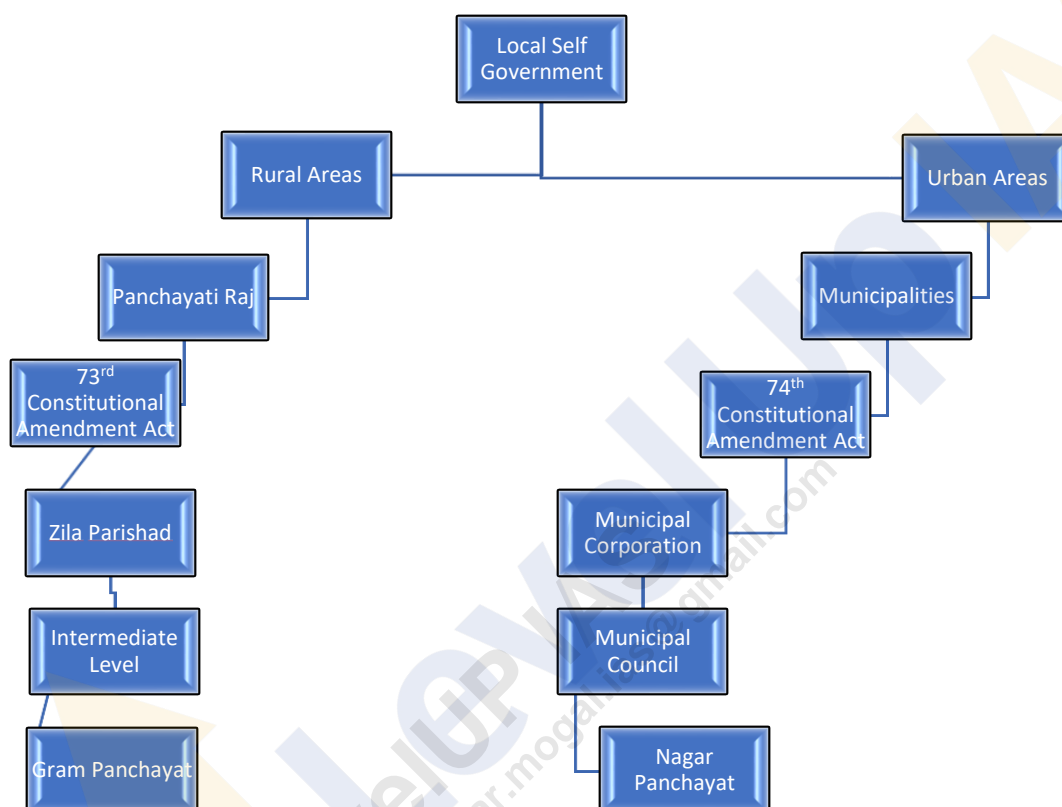 Local Self
Government
Rural Areas
Urban Areas
Panchayati Raj
Municipalities
73rd
Constitutional
Amendment Act
74th
Constitutional
Amendment Act
Zila Parishad
Municipal
Corporation
Intermediate
Level
Municipal
Council
Gram Panchayat
Nagar
Panchayat